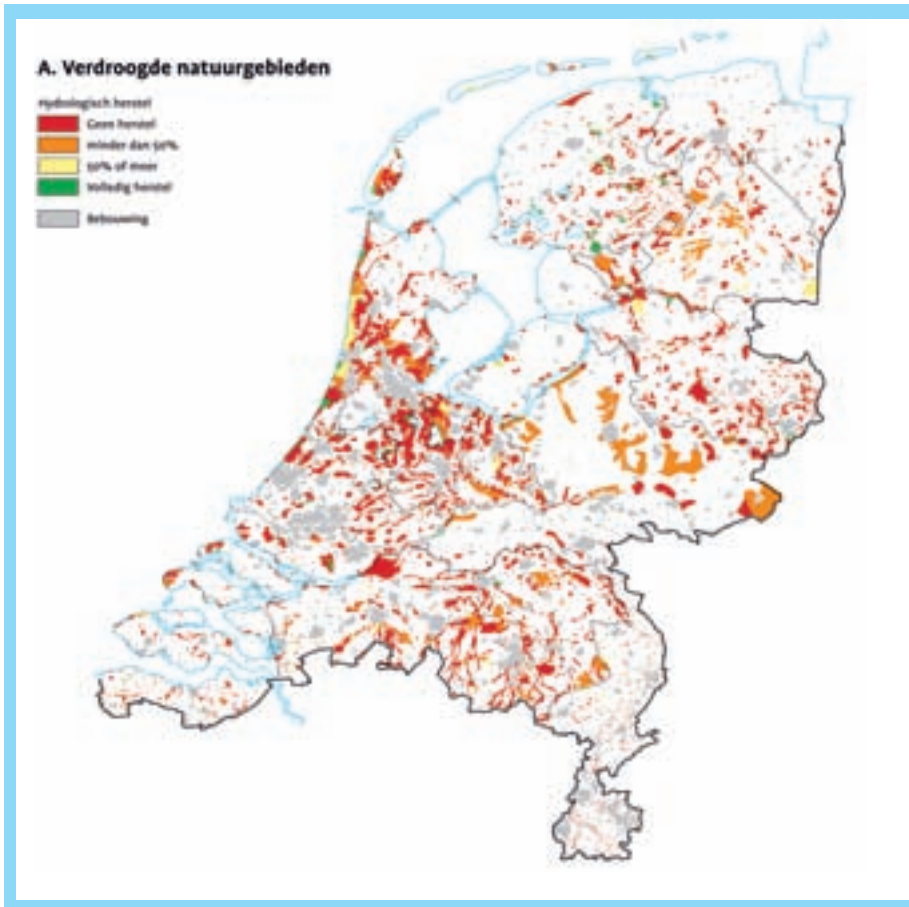 A. Verdroogde natuurgebieden
Hydrologisch herstel
Geen herstel
minder dan 50%
50% of meer
Volledig herstel
Bebouwing